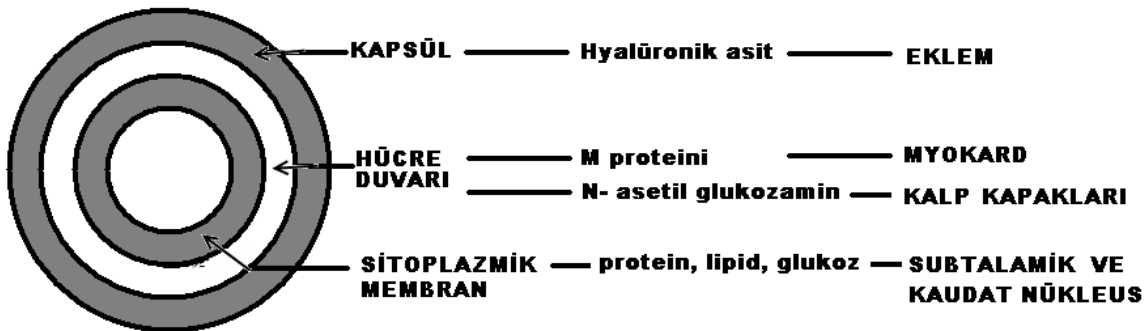 KAPSÜL Hyalüronik asit EKLEM
HÜCRE DUVARI M proteini MYOKARD
N- asetil glukozamin KALP KAPAKLARI
SİTOPLAZMİK MEMBRAN protein, lipid, glukoz SUBTALAMİK VE KAUDAT NÜKLEUS